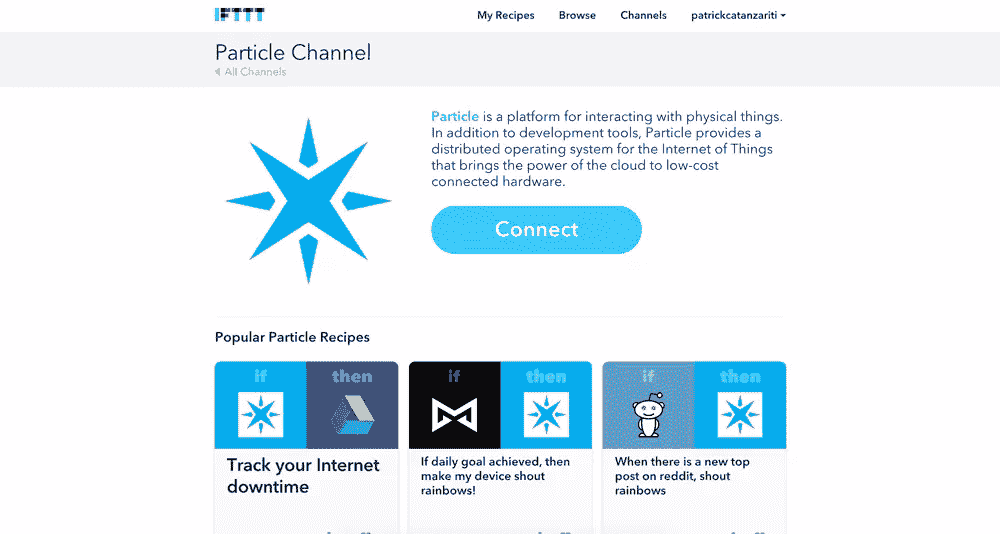 IFTTT
My Recipes Browse Channels patrickcatanzariti
Particle Channel
All Channels
Particle is a platform for interacting with physical things.
In addition to development tools, Particle provides a
distributed operating system for the Internet of Things
that brings the power of the cloud to low-cost
connected hardware.
Connect
Popular Particle Recipes
if then if then if then
Track your Internet
downtime
If daily goal achieved, then
make my device shout
rainbows!
When there is a new top
post on reddit, shout
rainbows